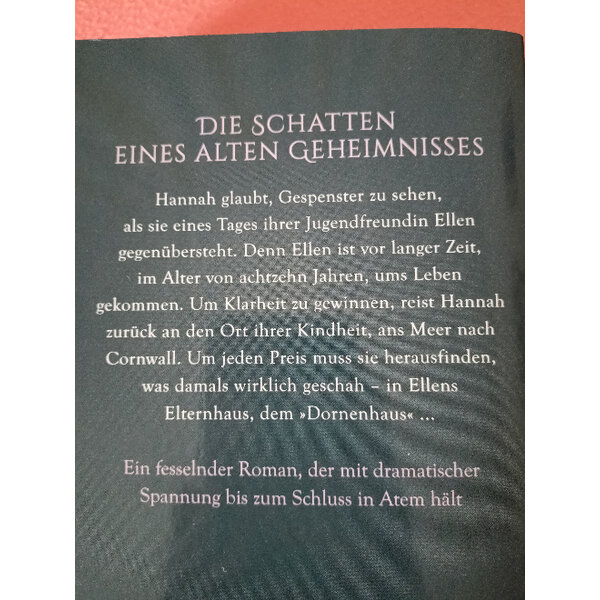 DIE SCHATTEN
EINES ALTEN GEHEIMNISSES
Hannah glaubt, Gespenster zu sehen,
als sie eines Tages ihrer Jugendfreundin Ellen
gegenübersteht. Denn Ellen ist vor langer Zeit,
im Alter von achtzehn Jahren, ums Leben
gekommen. Um Klarheit zu gewinnen, reist Hannah
zurück an den Ort ihrer Kindheit, ans Meer nach
Cornwall. Um jeden Preis muss sie herausfinden,
was damals wirklich geschah – in Ellens
Elternhaus, dem »Dornenhaus« ...
Ein fesselnder Roman, der mit dramatischer
Spannung bis zum Schluss in Atem hält